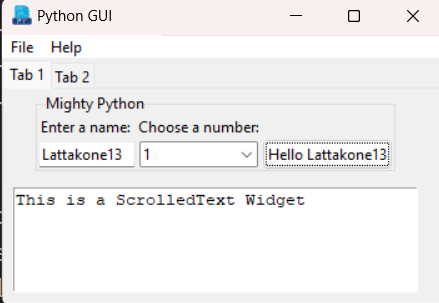 Python GUI
File Help
Tab 1 Tab 2
Mighty Python
Enter a name: Choose a number:
Lattakone13 1 Hello Lattakone13
This is a ScrolledText Widget